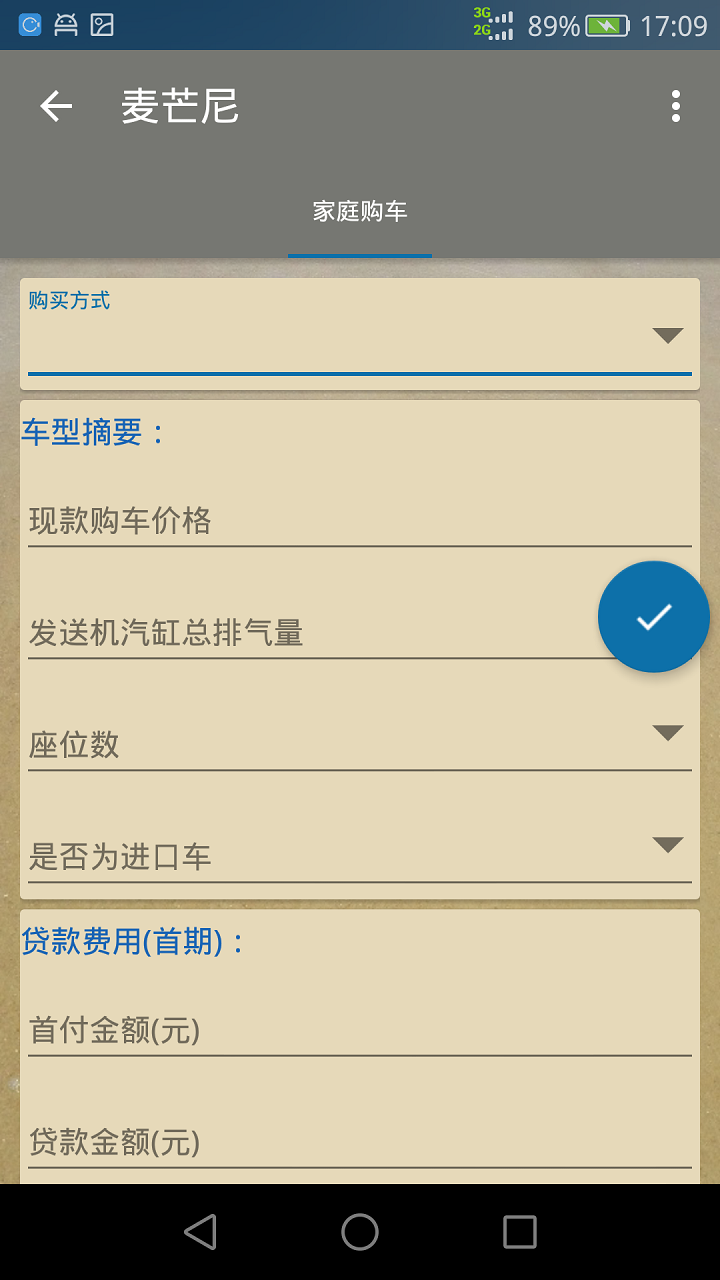 3G
2G
89%
17:09
麦芒尼
家庭购车
购买方式
车型摘要：
现款购车价格
发送机汽缸总排气量
座位数
是否为进口车
贷款费用(首期)：
首付金额(元)
贷款金额(元)